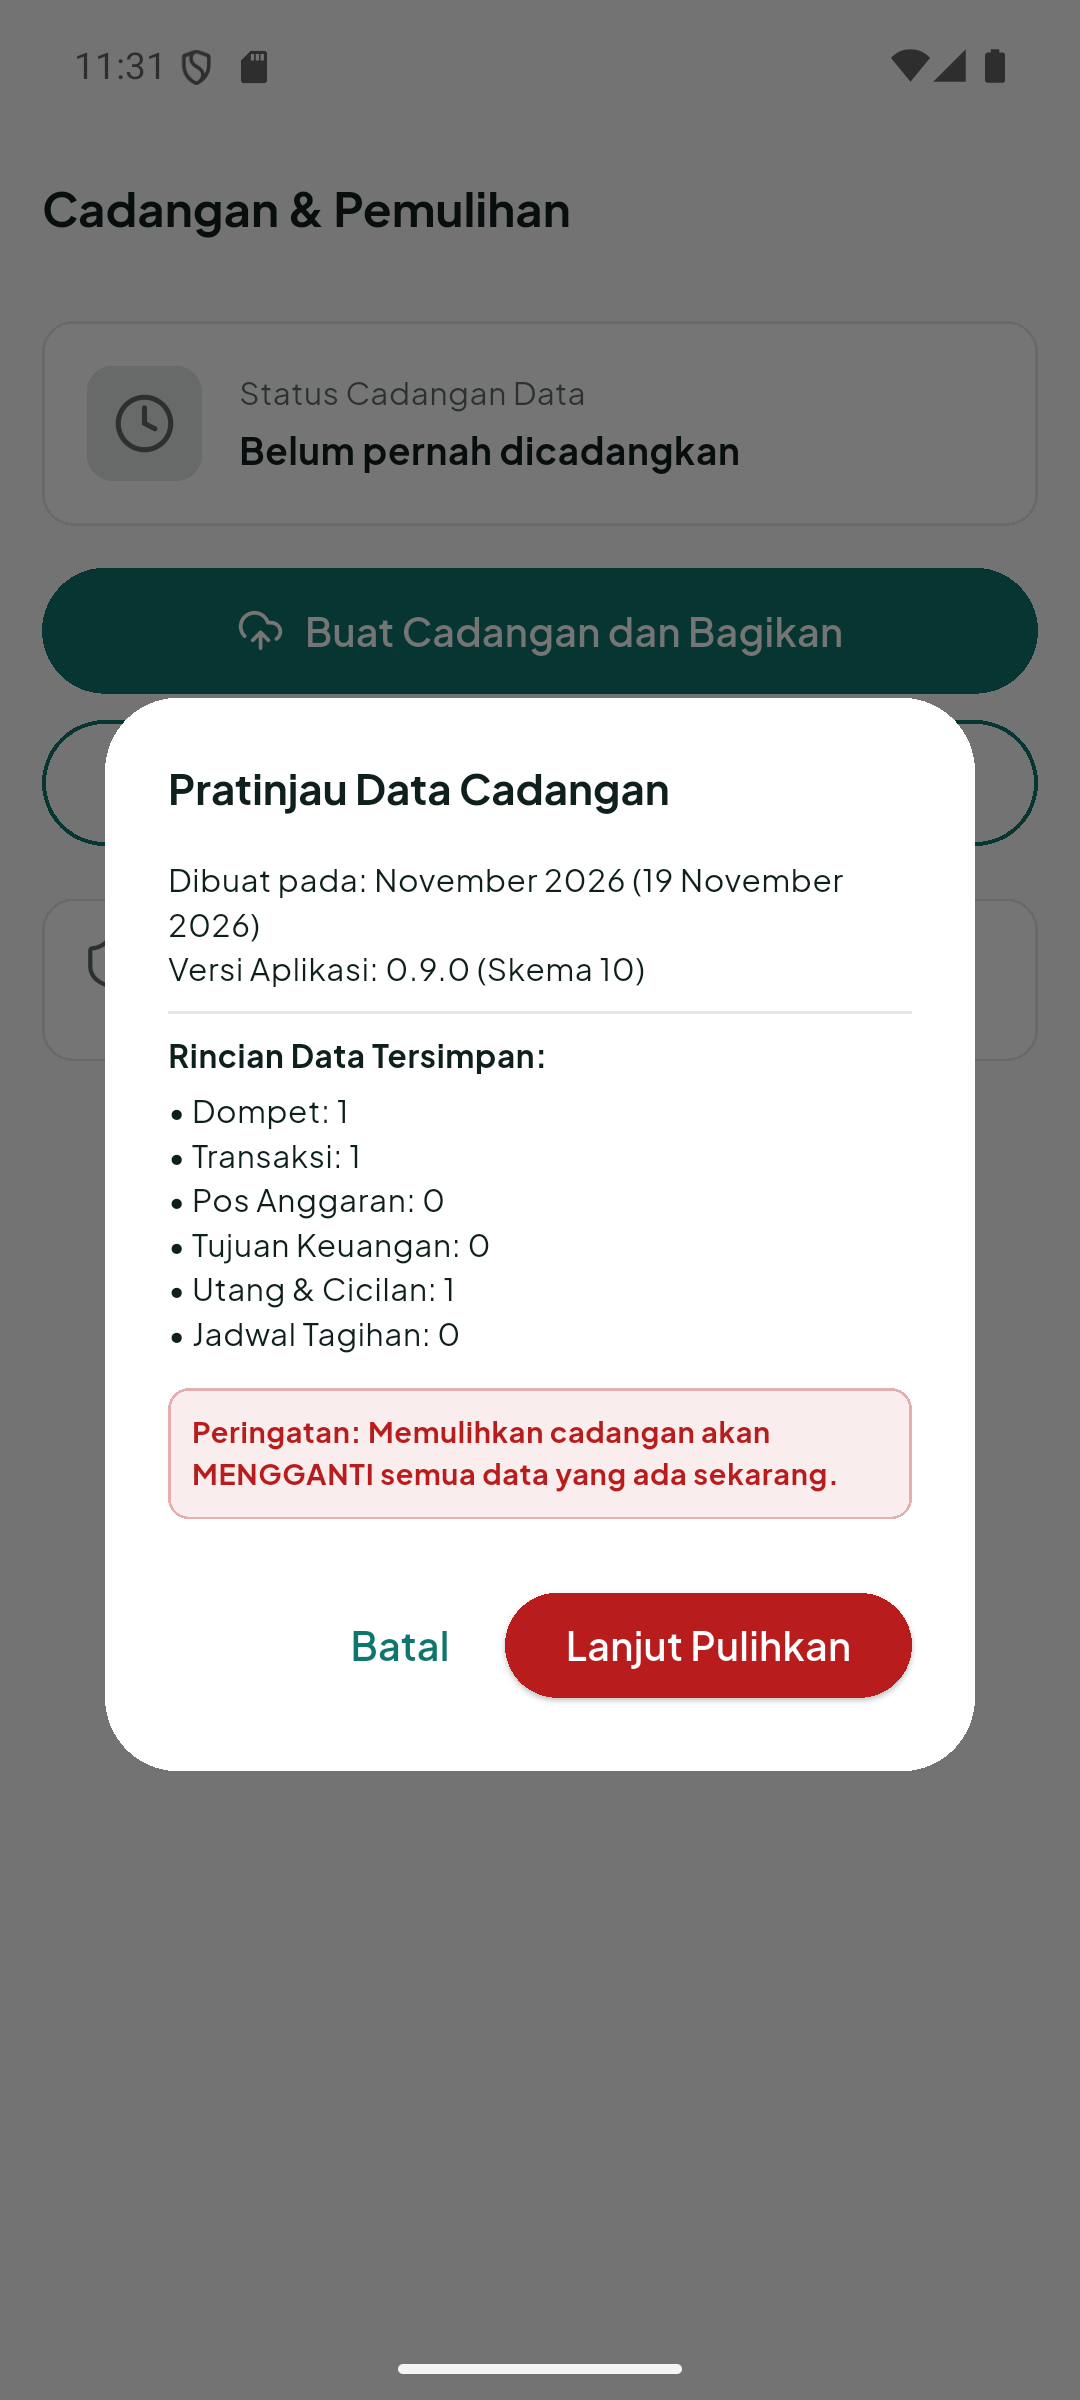 11:31
Cadangan & Pemulihan
Status Cadangan Data
Belum pernah dicadangkan
Buat Cadangan dan Bagikan
Pratinjau Data Cadangan
Dibuat pada: November 2026 (19 November
2026)
Versi Aplikasi: 0.9.0 (Skema 10)
Rincian Data Tersimpan:
• Dompet: 1
• Transaksi: 1
• Pos Anggaran: 0
• Tujuan Keuangan: 0
• Utang & Cicilan: 1
• Jadwal Tagihan: 0
Peringatan: Memulihkan cadangan akan
MENGGANTI semua data yang ada sekarang.
Batal
Lanjut Pulihkan